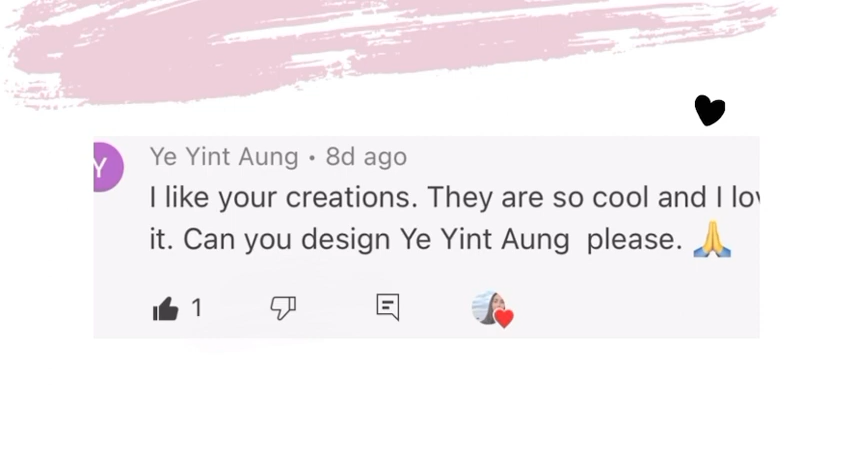 Y
Ye Yint Aung • 8d ago
I like your creations. They are so cool and I
it. Can you design Ye Yint Aung please. 🙏
1